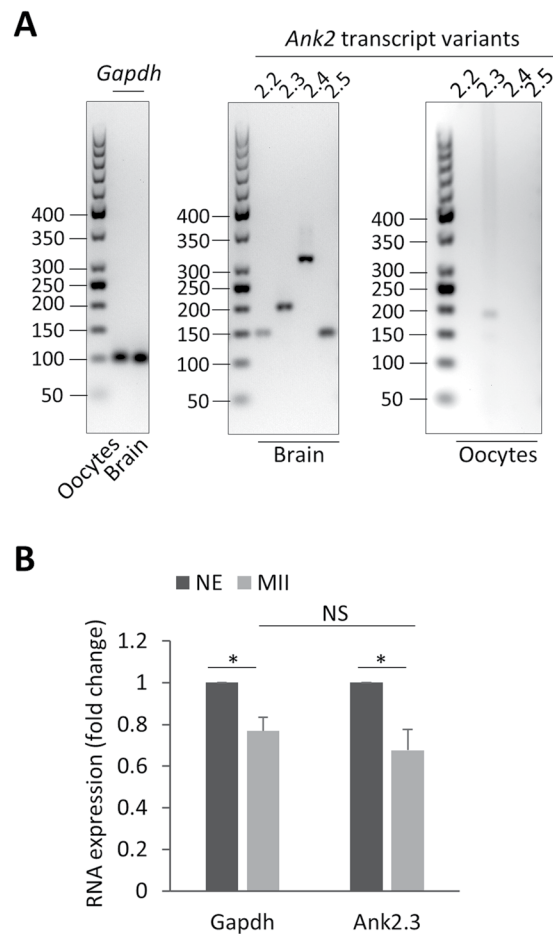 A
Ank2 transcript variants
Gapdh
2.2 2.3 2.4 2.5
2.2 2.3 2.4 2.5
400
350
300
250
200
150
100
50
400
350
300
250
200
150
100
50
400
350
300
250
200
150
100
50
Oocytes
Brain
Brain
Oocytes
B
NE MII
NS
* *
RNA expression (fold change)
1.2
1
0.8
0.6
0.4
0.2
0
Gapdh Ank2.3